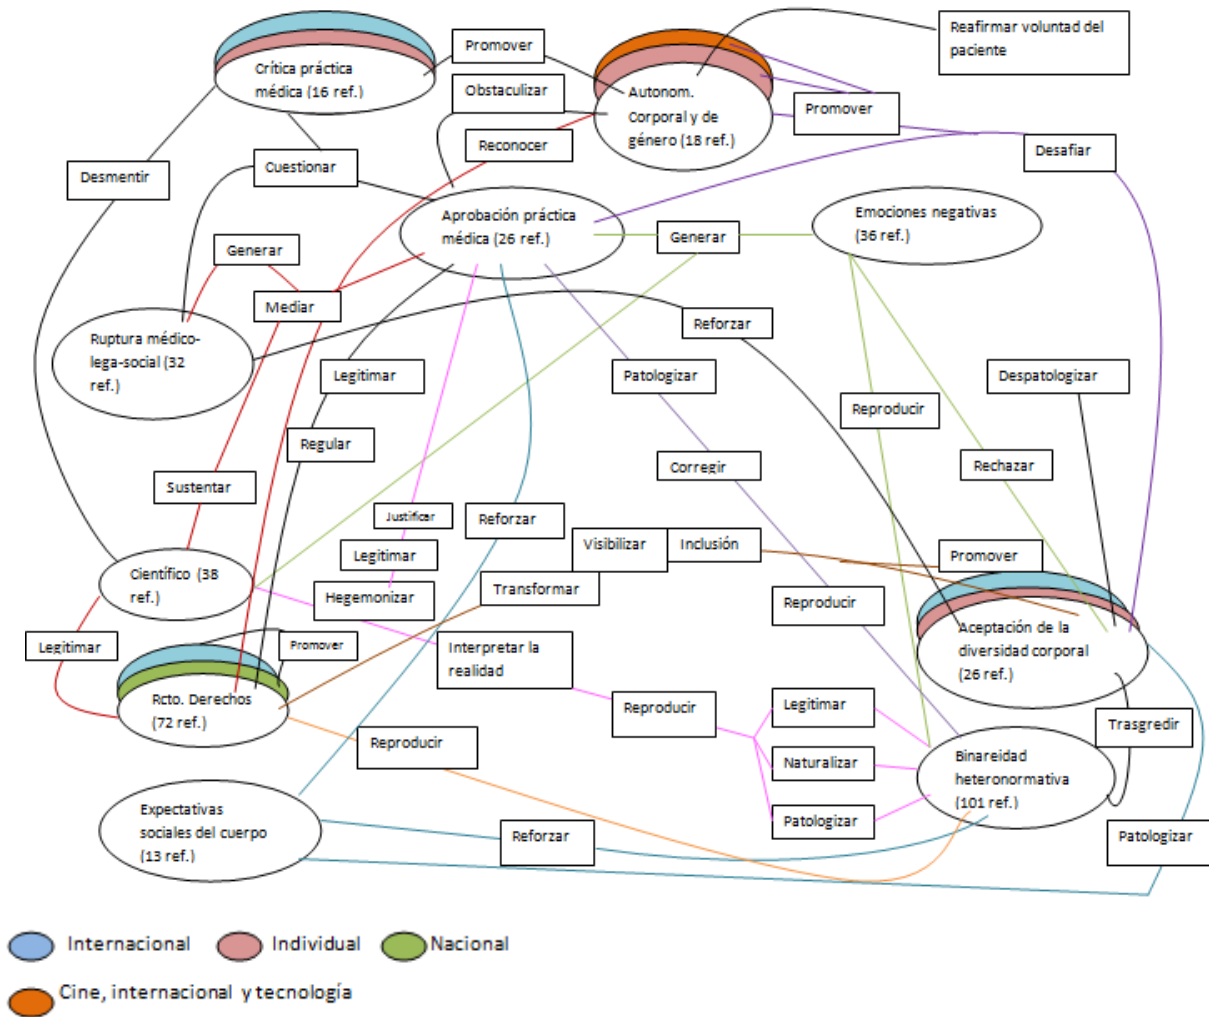 Reafirmar voluntad del
paciente
Promover
Crítica práctica
médica (16 ref.)
Obstaculizar
Autonom.
Corporal y de
género (18 ref.)
Promover
Reconocer
Desafiar
Desmentir
Cuestionar
Aprobación práctica
médica (26 ref.)
Emociones negativas
(36 ref.)
Generar
Generar
Mediar
Reforzar
Ruptura médico-
lega-social (32
ref.)
Legitimar
Patologizar
Despatologizar
Reproducir
Regular
Corregir
Rechazar
Sustentar
Justificar
Reforzar
Visibilizar
Inclusión
Legitimar
Promover
Científico (38
ref.)
Hegemonizar
Transformar
Reproducir
Legitimar
Promover
Interpretar la
realidad
Aceptación de la
diversidad corporal
(26 ref.)
Rcto. Derechos
(72 ref.)
Reproducir
Legitimar
Trasgredir
Reproducir
Naturalizar
Binareidad
heteronormativa
(101 ref.)
Expectativas
sociales del cuerpo
(13 ref.)
Reforzar
Patologizar
Patologizar
Internacional
Individual
Nacional
Cine, internacional y tecnología